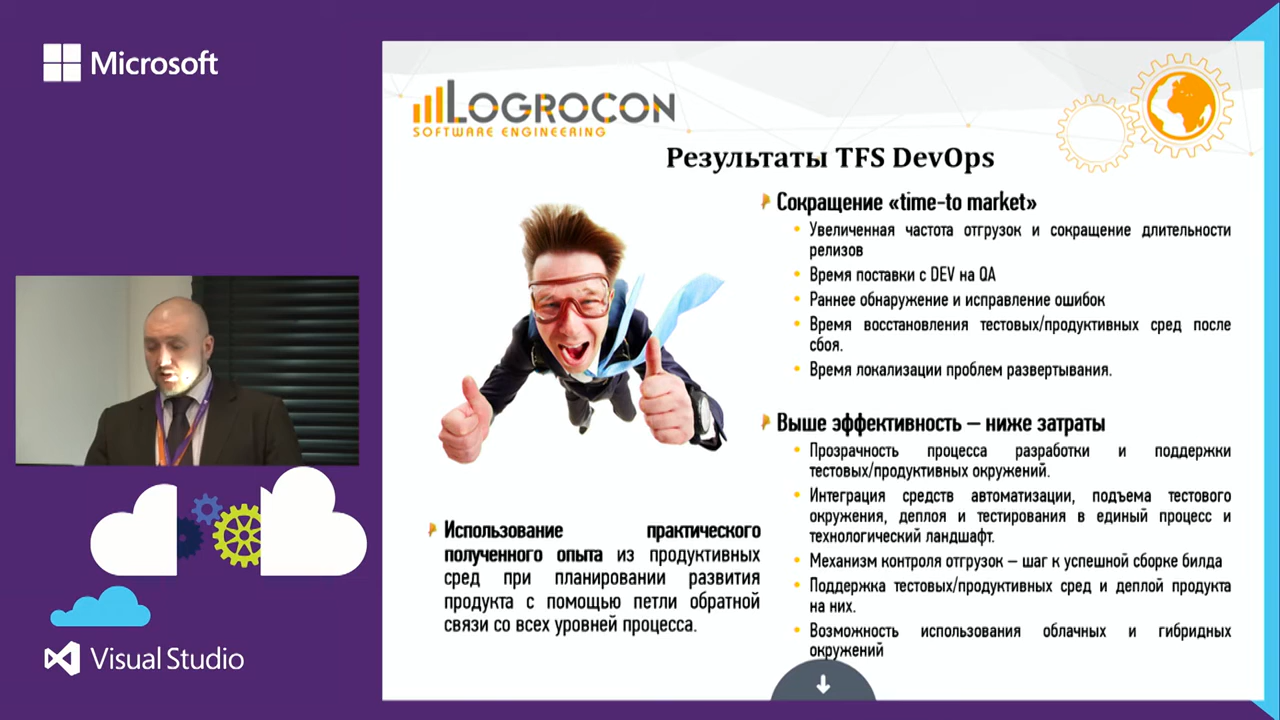 Microsoft
LOGROCON
SOFTWARE ENGINEERING
Результаты TFS DevOps
Сокращение «time-to market»
Увеличенная частота отгрузок и сокращение длительности
релизов
Время поставки с DEV на QA
Раннее обнаружение и исправление ошибок
Время восстановления тестовых/продуктивных сред после
сбоя.
Время локализации проблем развертывания.
Выше эффективность – ниже затраты
Прозрачность процесса разработки и поддержки
тестовых/продуктивных окружений.
Интеграция средств автоматизации, подъема тестового
окружения, деплоя и тестирования в единый процесс и
технологический ландшафт.
Механизм контроля отгрузок – шаг к успешной сборке билда
Поддержка тестовых/продуктивных сред и деплой продукта
на них.
Возможность использования облачных и гибридных
окружений
Использование практического
полученного опыта из продуктивных
сред при планировании развития
продукта с помощью петли обратной
связи со всех уровней процесса.
Visual Studio